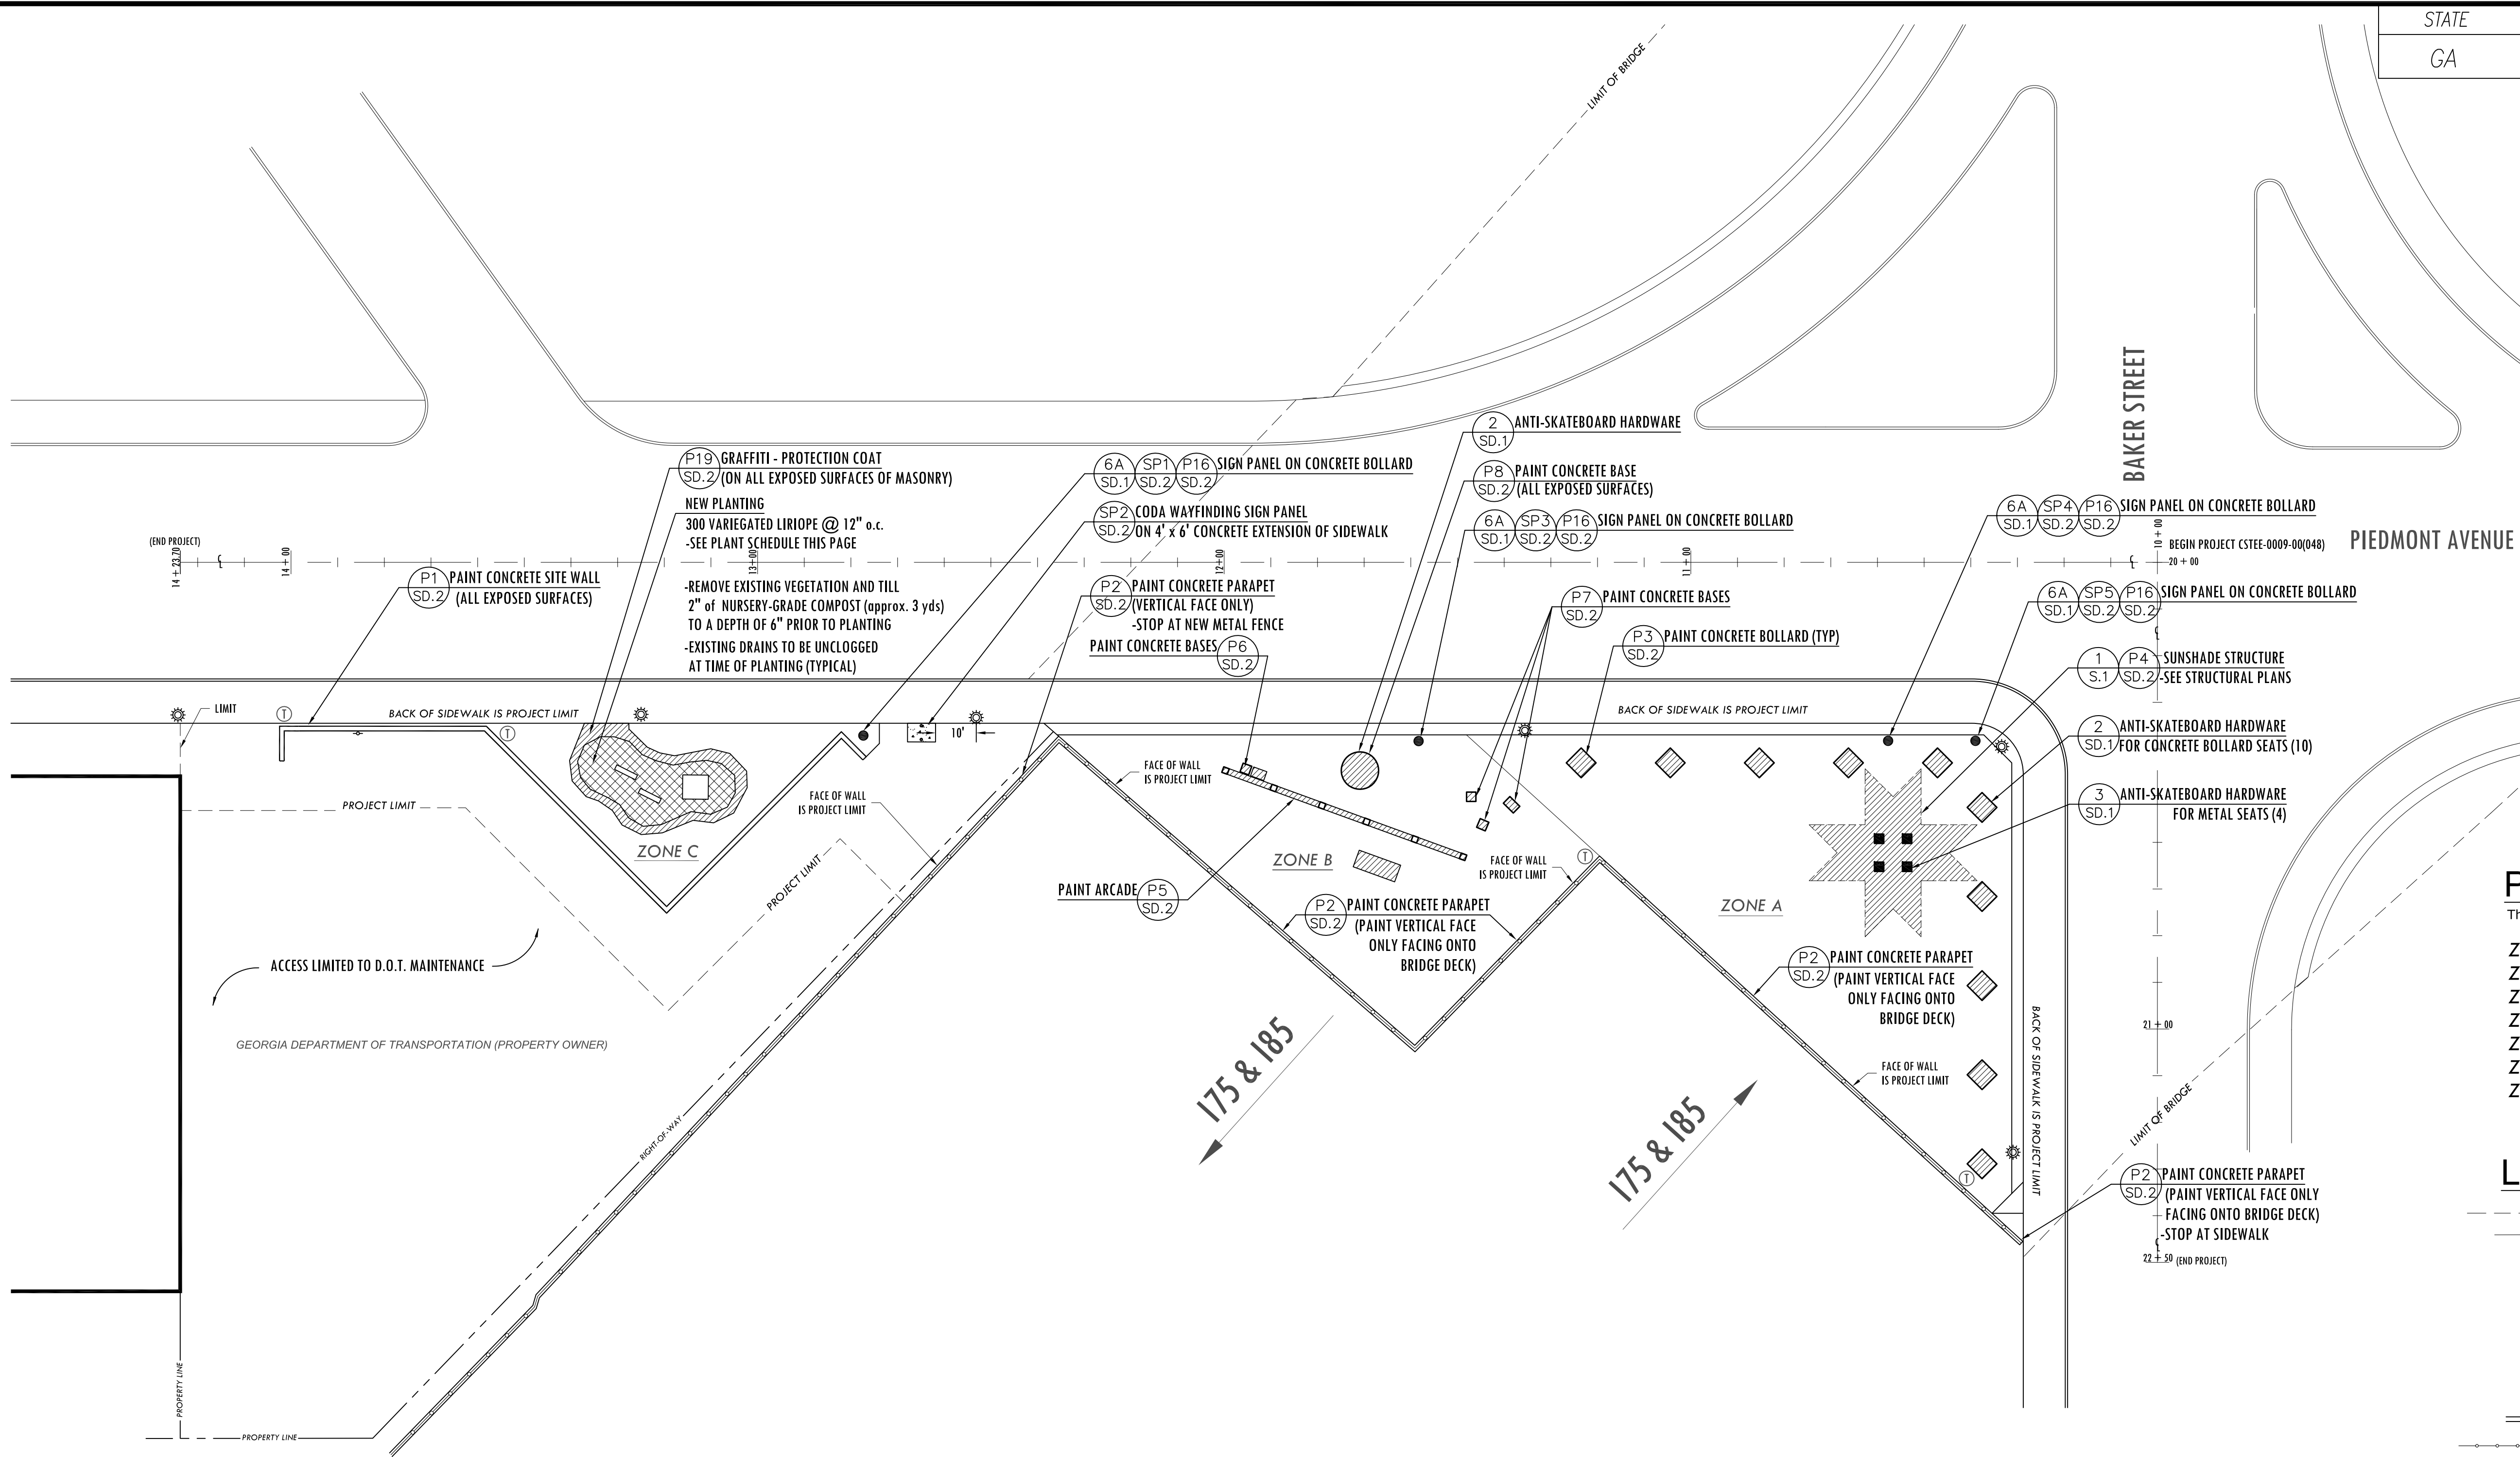 STATE
GA
LIMIT OF BRIDGE
BAKER STREET
PIEDMONT AVENUE
P19
SD.2
GRAFFITI - PROTECTION COAT
(ON ALL EXPOSED SURFACES OF MASONRY)
NEW PLANTING
300 VARIEGATED LIRIOPE @ 12" o.c.
-SEE PLANT SCHEDULE THIS PAGE
-REMOVE EXISTING VEGETATION AND TILL
2" of NURSERY-GRADE COMPOST (approx. 3 yds)
TO A DEPTH OF 6" PRIOR TO PLANTING
-EXISTING DRAINS TO BE UNCLOGGED
AT TIME OF PLANTING (TYPICAL)
6A SP1 P16 SIGN PANEL ON CONCRETE BOLLARD
SD.1 SD.2 SD.2
SP2 CODA WAYFINDING SIGN PANEL
SD.2 ON 4' x 6' CONCRETE EXTENSION OF SIDEWALK
2 ANTI-SKATEBOARD HARDWARE
SD.1
P8 PAINT CONCRETE BASE
SD.2 (ALL EXPOSED SURFACES)
6A SP3 P16 SIGN PANEL ON CONCRETE BOLLARD
SD.1 SD.2 SD.2
6A SP4 P16 SIGN PANEL ON CONCRETE BOLLARD
SD.1 SD.2 SD.2
(END PROJECT)
14 + 23.70
14 + 00
13+00
12+00
11 + 00
10 + 00
BEGIN PROJECT CSTEE-0009-00(048)
20 + 00
P1 PAINT CONCRETE SITE WALL
SD.2 (ALL EXPOSED SURFACES)
P2 PAINT CONCRETE PARAPET
SD.2 (VERTICAL FACE ONLY)
-STOP AT NEW METAL FENCE
PAINT CONCRETE BASES P6
SD.2
P7 PAINT CONCRETE BASES
SD.2
P3 PAINT CONCRETE BOLLARD (TYP)
SD.2
6A SP5 P16 SIGN PANEL ON CONCRETE BOLLARD
SD.1 SD.2 SD.2
1 P4 SUNSHADE STRUCTURE
S.1 SD.2 -SEE STRUCTURAL PLANS
2 ANTI-SKATEBOARD HARDWARE
SD.1 FOR CONCRETE BOLLARD SEATS (10)
3 ANTI-SKATEBOARD HARDWARE
SD.1 FOR METAL SEATS (4)
LIMIT
T
BACK OF SIDEWALK IS PROJECT LIMIT
T
10'
BACK OF SIDEWALK IS PROJECT LIMIT
PROJECT LIMIT
FACE OF WALL
IS PROJECT LIMIT
FACE OF WALL
IS PROJECT LIMIT
ZONE C
PROJECT LIMIT
ZONE B
FACE OF WALL
IS PROJECT LIMIT
T
ZONE A
PAINT ARCADE P5
SD.2
P2 PAINT CONCRETE PARAPET
SD.2 (PAINT VERTICAL FACE
ONLY FACING ONTO
BRIDGE DECK)
P2 PAINT CONCRETE PARAPET
SD.2 (PAINT VERTICAL FACE
ONLY FACING ONTO
BRIDGE DECK)
ACCESS LIMITED TO D.O.T. MAINTENANCE
GEORGIA DEPARTMENT OF TRANSPORTATION (PROPERTY OWNER)
RIGHT-OF-WAY
I75 & I85
I75 & I85
FACE OF WALL
IS PROJECT LIMIT
T
BACK OF SIDEWALK IS PROJECT LIMIT
21 + 00
LIMIT OF BRIDGE
P2 PAINT CONCRETE PARAPET
SD.2 (PAINT VERTICAL FACE ONLY
FACING ONTO BRIDGE DECK)
-STOP AT SIDEWALK
22 + 50 (END PROJECT)
PROPERTY LINE
PROPERTY LINE